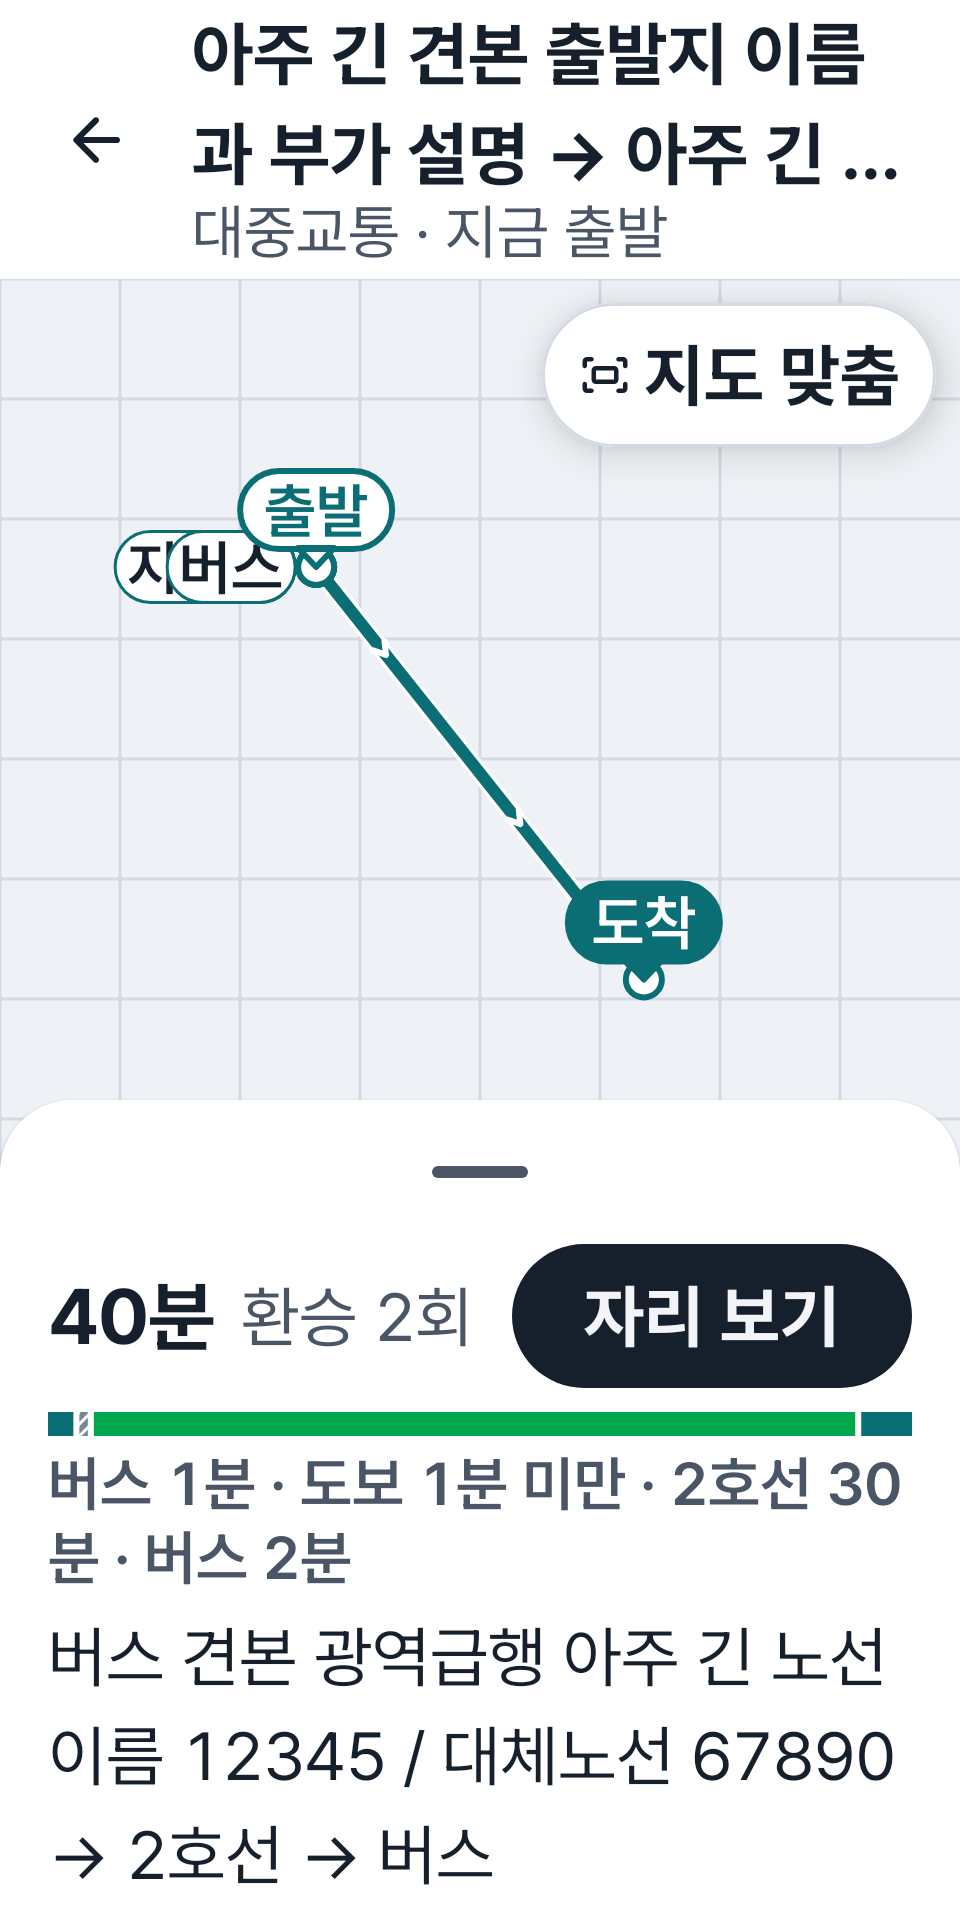 아주 긴 견본 출발지 이름
과 부가 설명 → 아주 긴 ...
대중교통 · 지금 출발
지도 맞춤
출발
버스
도착
40분 환승 2회
자리 보기
버스 1분 · 도보 1분 미만 · 2호선 30
분 · 버스 2분
버스 견본 광역급행 아주 긴 노선
이름 12345 / 대체노선 67890
→ 2호선 → 버스